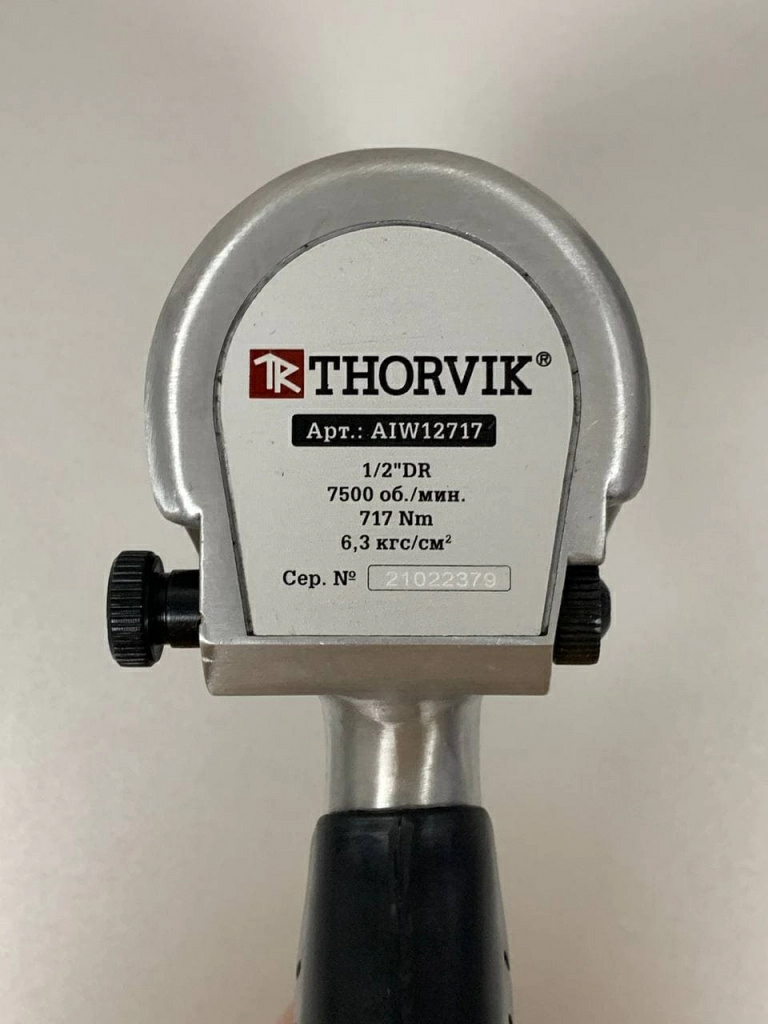 TR THORVIK®
Арт.: AIW12717
1/2"DR
7500 об./мин.
717 Nm
6,3 кгс/см²
Сер. № 21022379